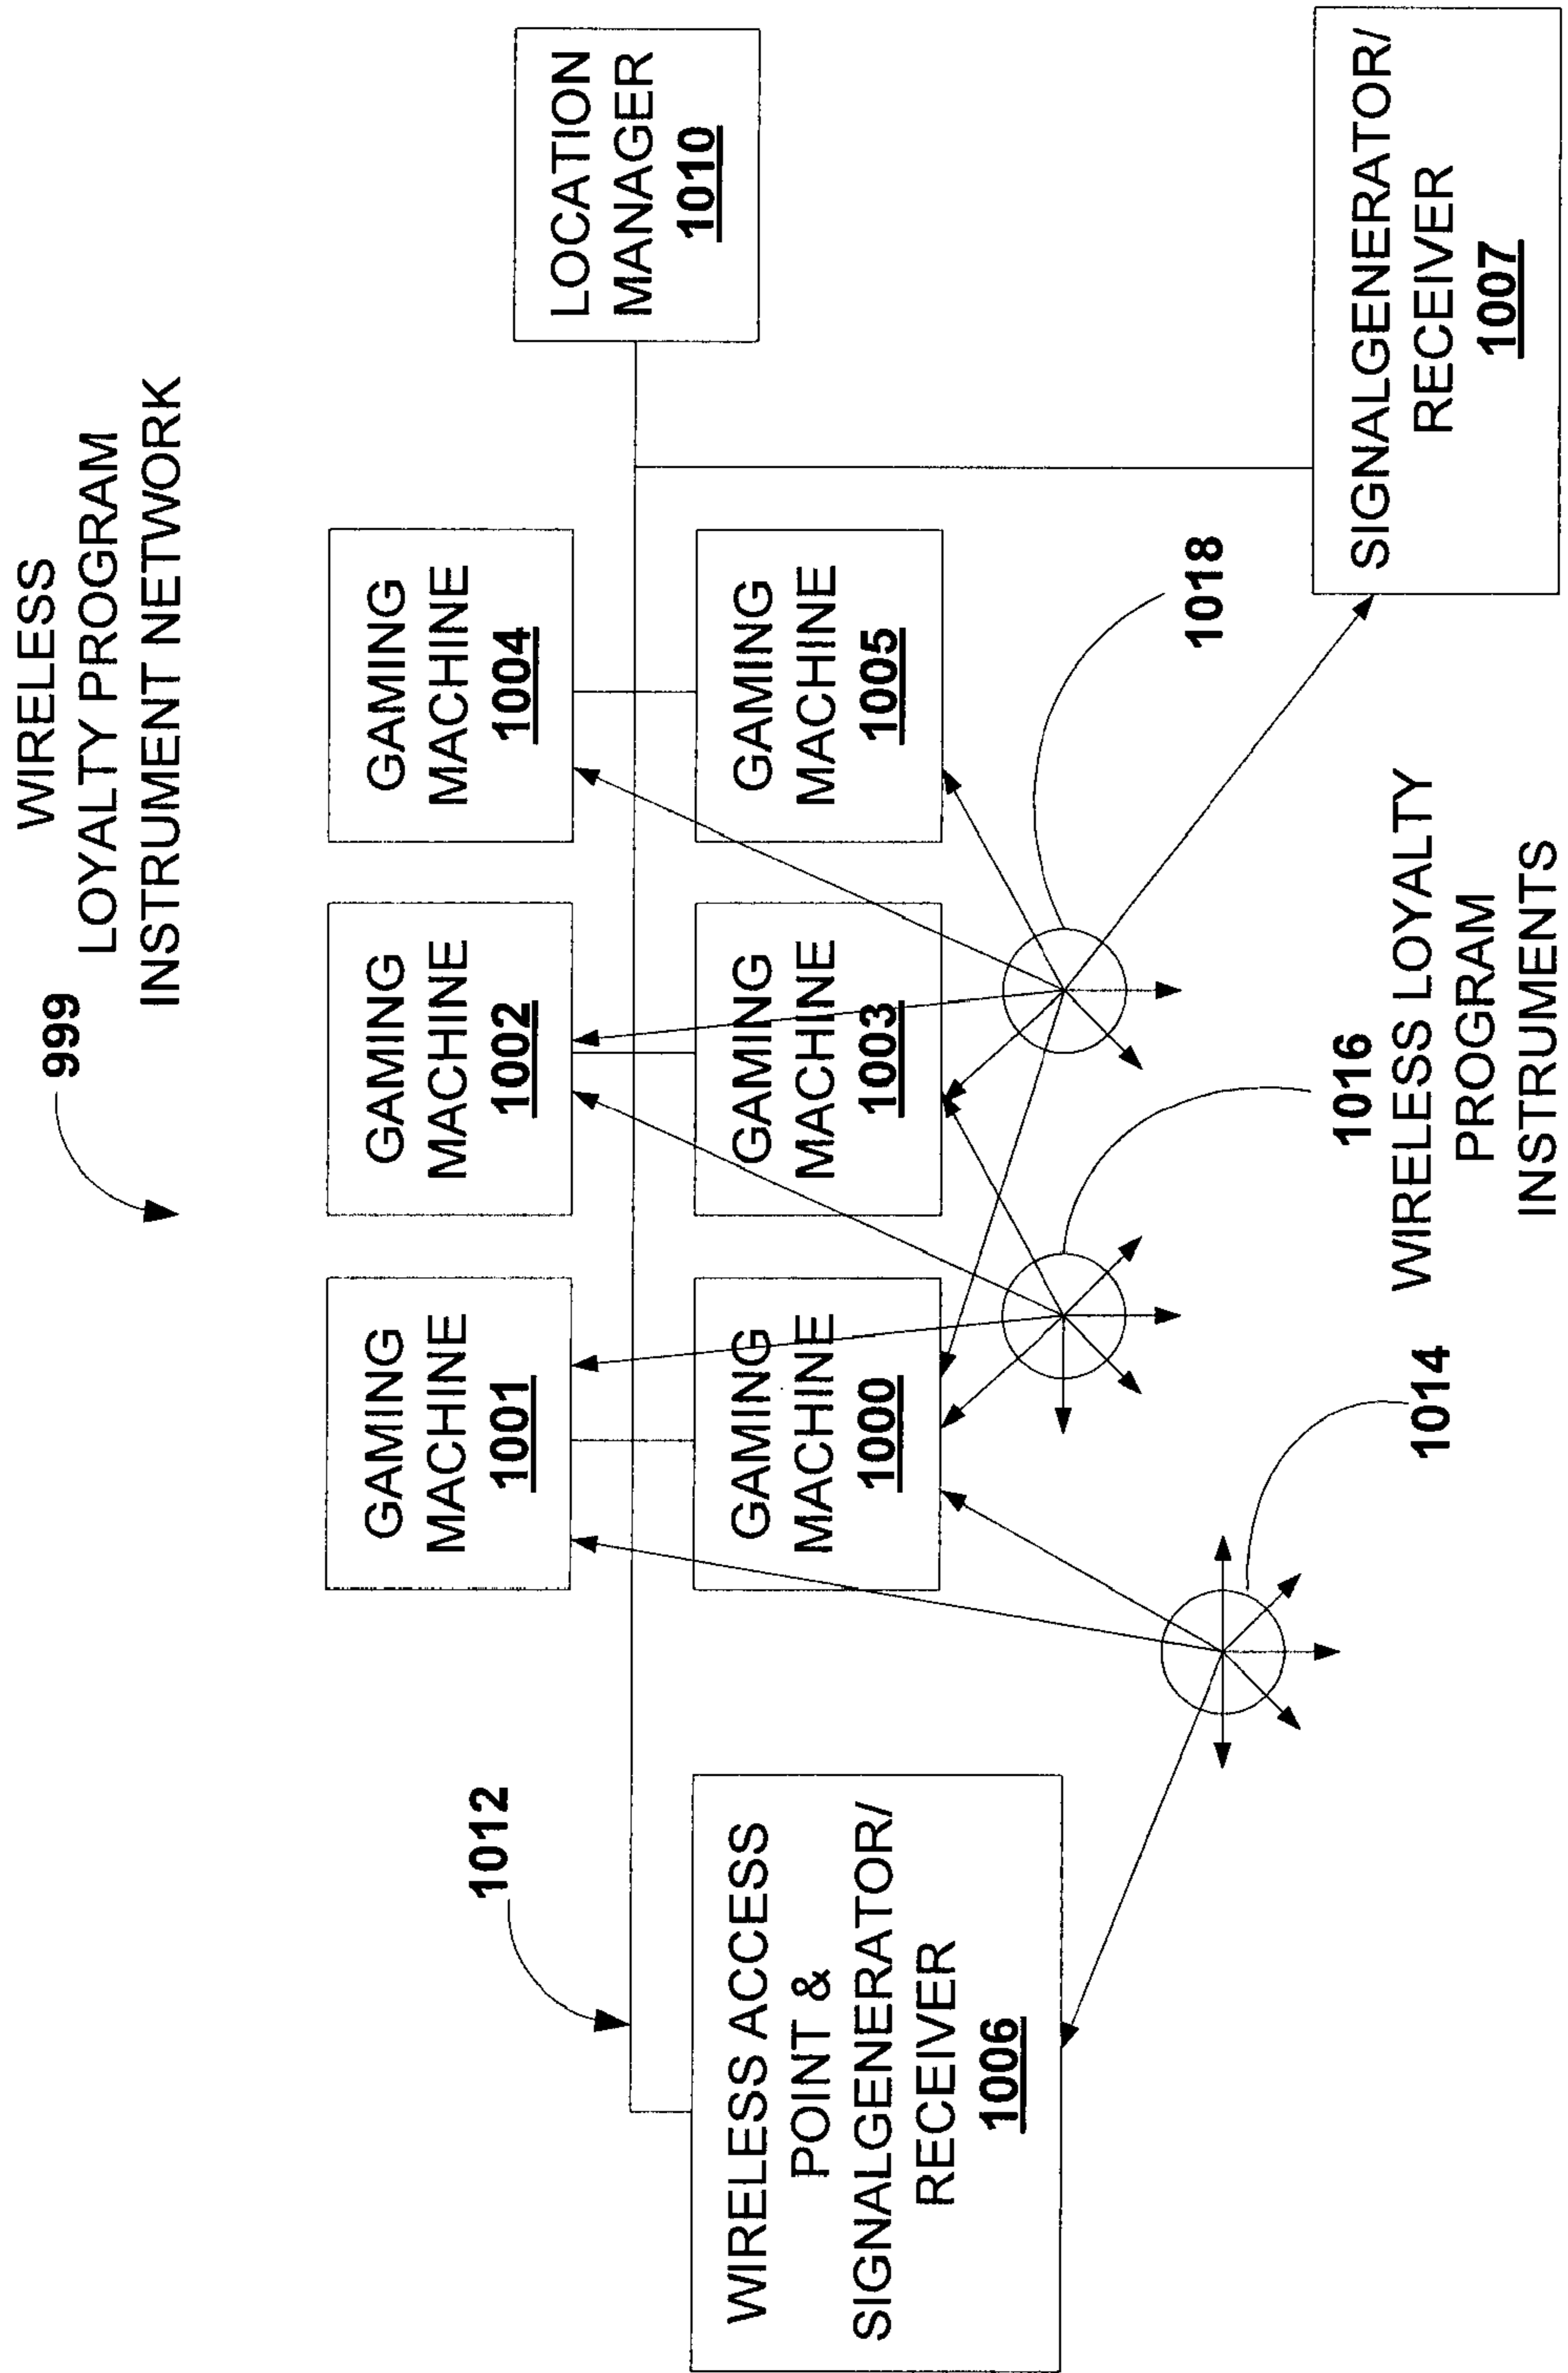 WIRELESS
LOYALTY PROGRAM
INSTRUMENT NETWORK
999
GAMING
MACHINE
1001
GAMING
MACHINE
1002
GAMING
MACHINE
1004
LOCATION
MANAGER
1010
1012
WIRELESS ACCESS
POINT &
SIGNALGENERATOR/
RECEIVER
1006
GAMING
MACHINE
1000
GAMING
MACHINE
1003
GAMING
MACHINE
1005
1018
1016
WIRELESS LOYALTY
PROGRAM
INSTRUMENTS
1014
SIGNALGENERATOR/
RECEIVER
1007